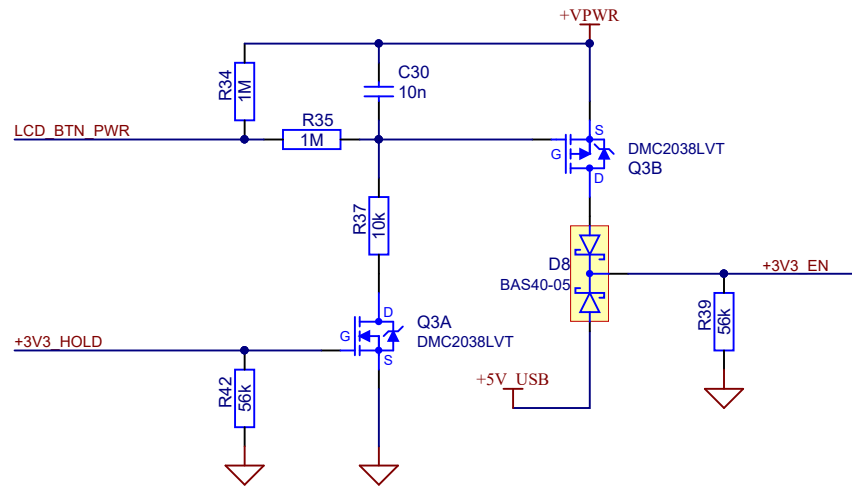 +VPWR
R34
1M
C30
10n
LCD_BTN_PWR
R35
1M
S
G
D
DMC2038LVT
Q3B
R37
10k
D8
BAS40-05
+3V3_EN
R39
56k
D
G
S
Q3A
DMC2038LVT
+3V3_HOLD
R42
56k
+5V_USB